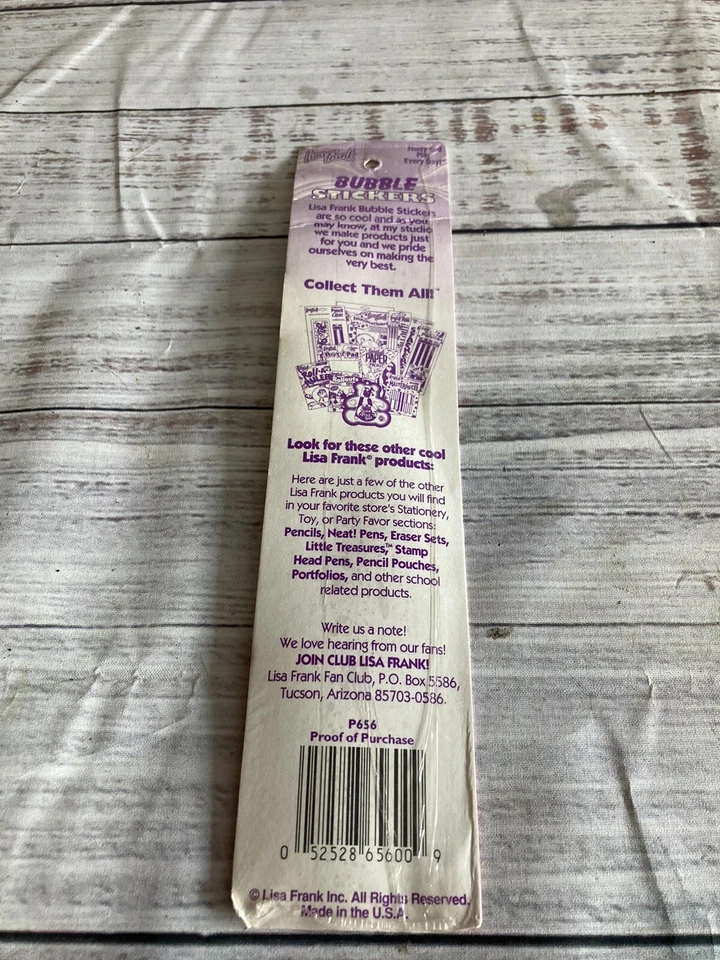 Lisa Frank
Every Day!
BUBBLE
STICKERS
Lisa Frank Bubble Stickers
are so cool and as you
may know, at my studio
we make products just
for you and we pride
ourselves on making the
very best.
Collect Them All!™
PAPER
Look for these other cool
Lisa Frank® products:
Here are just a few of the other
Lisa Frank products you will find
in your favorite store's Stationery,
Toy, or Party Favor sections:
Pencils, Neat! Pens, Eraser Sets,
Little Treasures,™ Stamp
Head Pens, Pencil Pouches,
Portfolios, and other school
related products.
Write us a note!
We love hearing from our fans!
JOIN CLUB LISA FRANK!
Lisa Frank Fan Club, P.O. Box 5586,
Tucson, Arizona 85703-0586.
P656
Proof of Purchase
0 52528 65600 9
© Lisa Frank Inc. All Rights Reserved.
Made in the U.S.A.